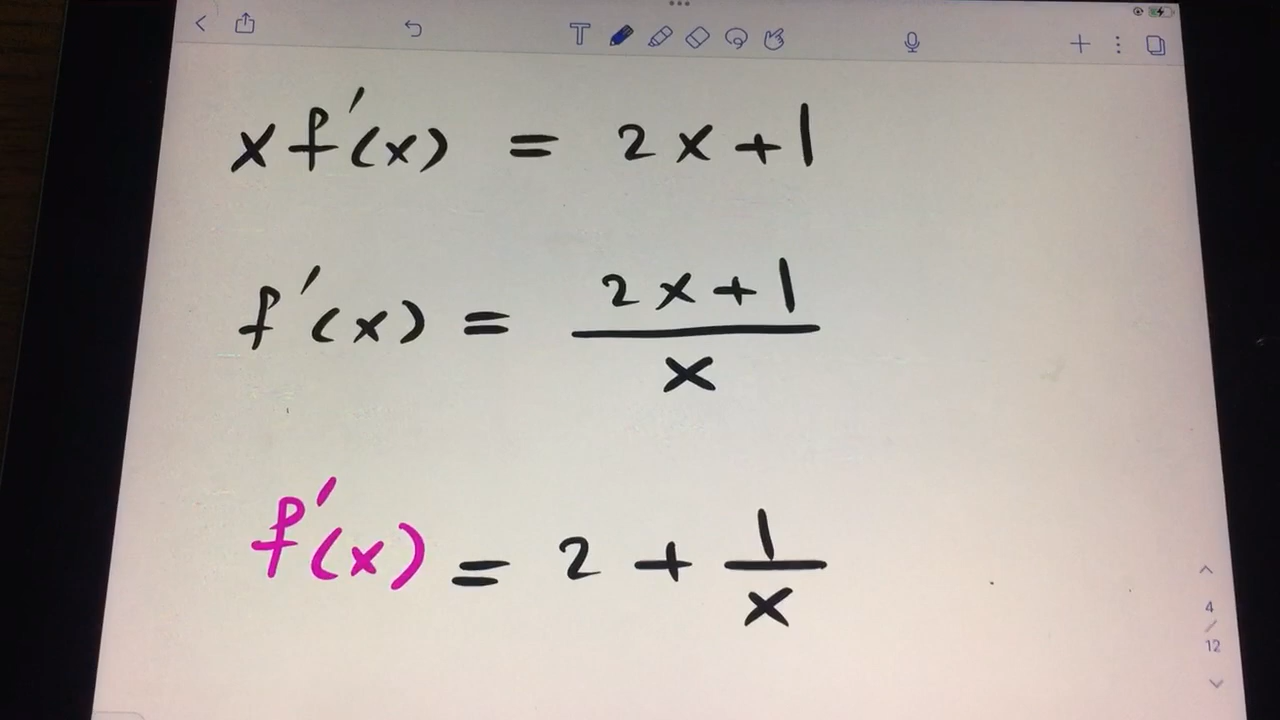 x f'(x) = 2x+1
f'(x) = 2x+1
x
f'(x) = 2 + 1
x
4
/
12